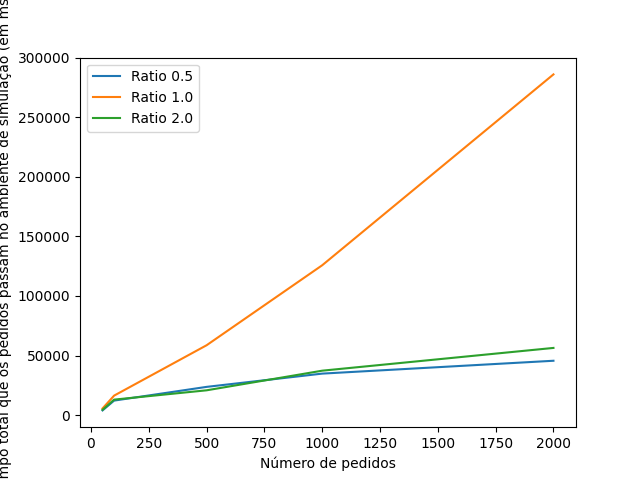 mpo total que os pedidos passam no ambiente de simulação (em ms
300000
250000
200000
150000
100000
50000
0
Ratio 0.5
Ratio 1.0
Ratio 2.0
0 250 500 750 1000 1250 1500 1750 2000
Número de pedidos